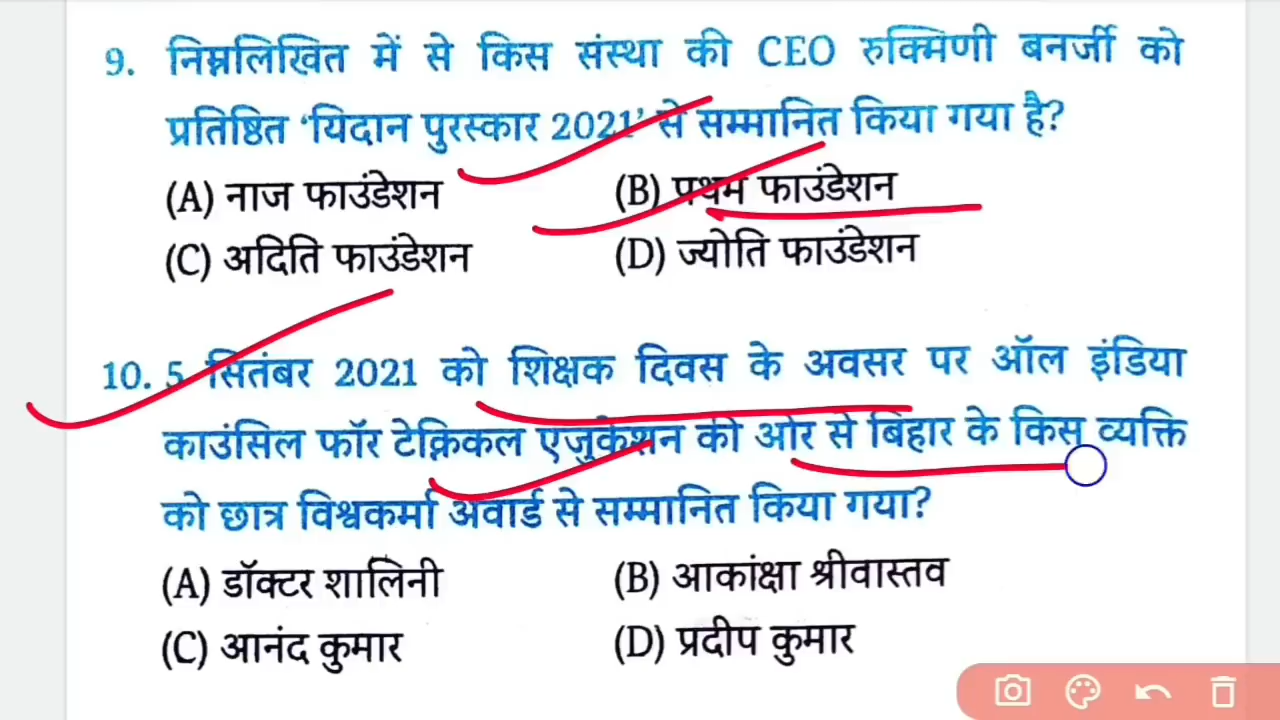 9. निम्नलिखित में से किस संस्था की CEO रुक्मिणी बनर्जी को
प्रतिष्ठित ‘यिदान पुरस्कार 2021’ से सम्मानित किया गया है?
(A) नाज फाउंडेशन (B) प्रथम फाउंडेशन
(C) अदिति फाउंडेशन (D) ज्योति फाउंडेशन
10. 5 सितंबर 2021 को शिक्षक दिवस के अवसर पर ऑल इंडिया
काउंसिल फॉर टेक्निकल एजुकेशन की ओर से बिहार के किस व्यक्ति
को छात्र विश्वकर्मा अवार्ड से सम्मानित किया गया?
(A) डॉक्टर शालिनी (B) आकांक्षा श्रीवास्तव
(C) आनंद कुमार (D) प्रदीप कुमार